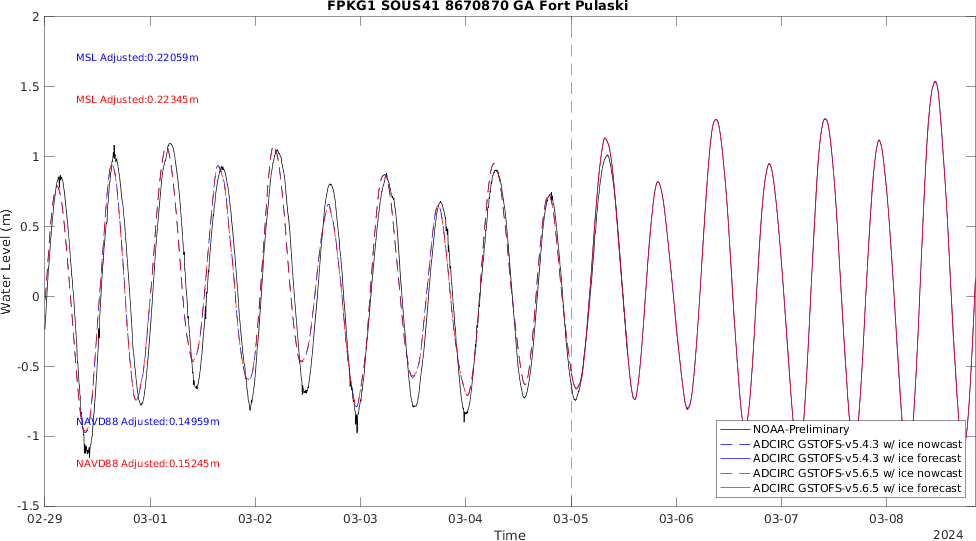 FPKG1 SOUS41 8670870 GA Fort Pulaski
2
1.5
1
0.5
0
-0.5
-1
-1.5
Water Level (m)
MSL Adjusted:0.22059m
MSL Adjusted:0.22345m
NAVD88 Adjusted:0.14959m
NAVD88 Adjusted:0.15245m
NOAA-Preliminary
ADCIRC GSTOFS-v5.4.3 w/ ice nowcast
ADCIRC GSTOFS-v5.4.3 w/ ice forecast
ADCIRC GSTOFS-v5.6.5 w/ ice nowcast
ADCIRC GSTOFS-v5.6.5 w/ ice forecast
02-29 03-01 03-02 03-03 03-04 03-05 03-06 03-07 03-08
Time
2024